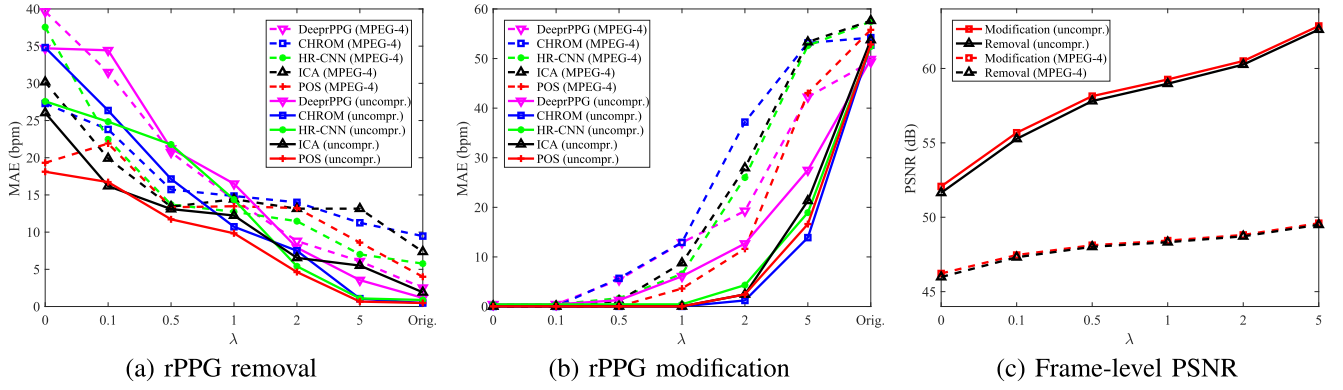 MAE (bpm)
40
35
30
25
20
15
10
5
0
DeeprPPG (MPEG-4)
CHROM (MPEG-4)
HR-CNN (MPEG-4)
ICA (MPEG-4)
POS (MPEG-4)
DeeprPPG (uncompr.)
CHROM (uncompr.)
HR-CNN (uncompr.)
ICA (uncompr.)
POS (uncompr.)
0 0.1 0.5 1 2 5 Orig.
λ
(a) rPPG removal
MAE (bpm)
60
50
40
30
20
10
0
DeeprPPG (MPEG-4)
CHROM (MPEG-4)
HR-CNN (MPEG-4)
ICA (MPEG-4)
POS (MPEG-4)
DeeprPPG (uncompr.)
CHROM (uncompr.)
HR-CNN (uncompr.)
ICA (uncompr.)
POS (uncompr.)
0 0.1 0.5 1 2 5 Orig.
λ
(b) rPPG modification
PSNR (dB)
60
55
50
45
Modification (uncompr.)
Removal (uncompr.)
Modification (MPEG-4)
Removal (MPEG-4)
0 0.1 0.5 1 2 5
λ
(c) Frame-level PSNR